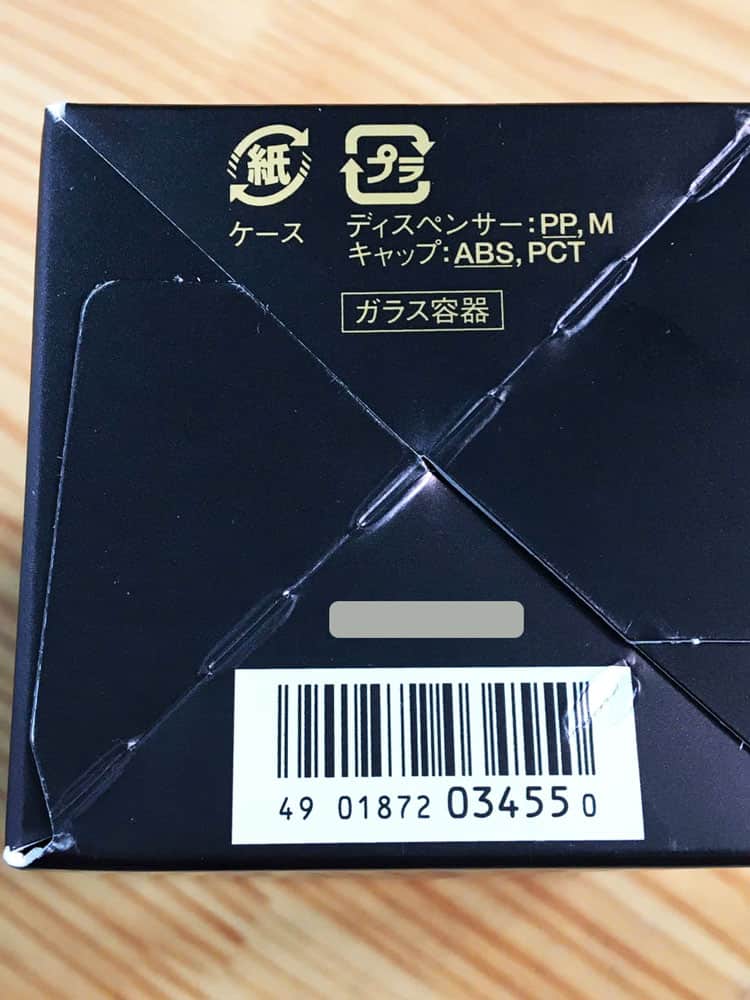 紙
プラ
ケース
ディスペンサー:PP, M
キャップ:ABS, PCT
ガラス容器
49 01872 03455 0